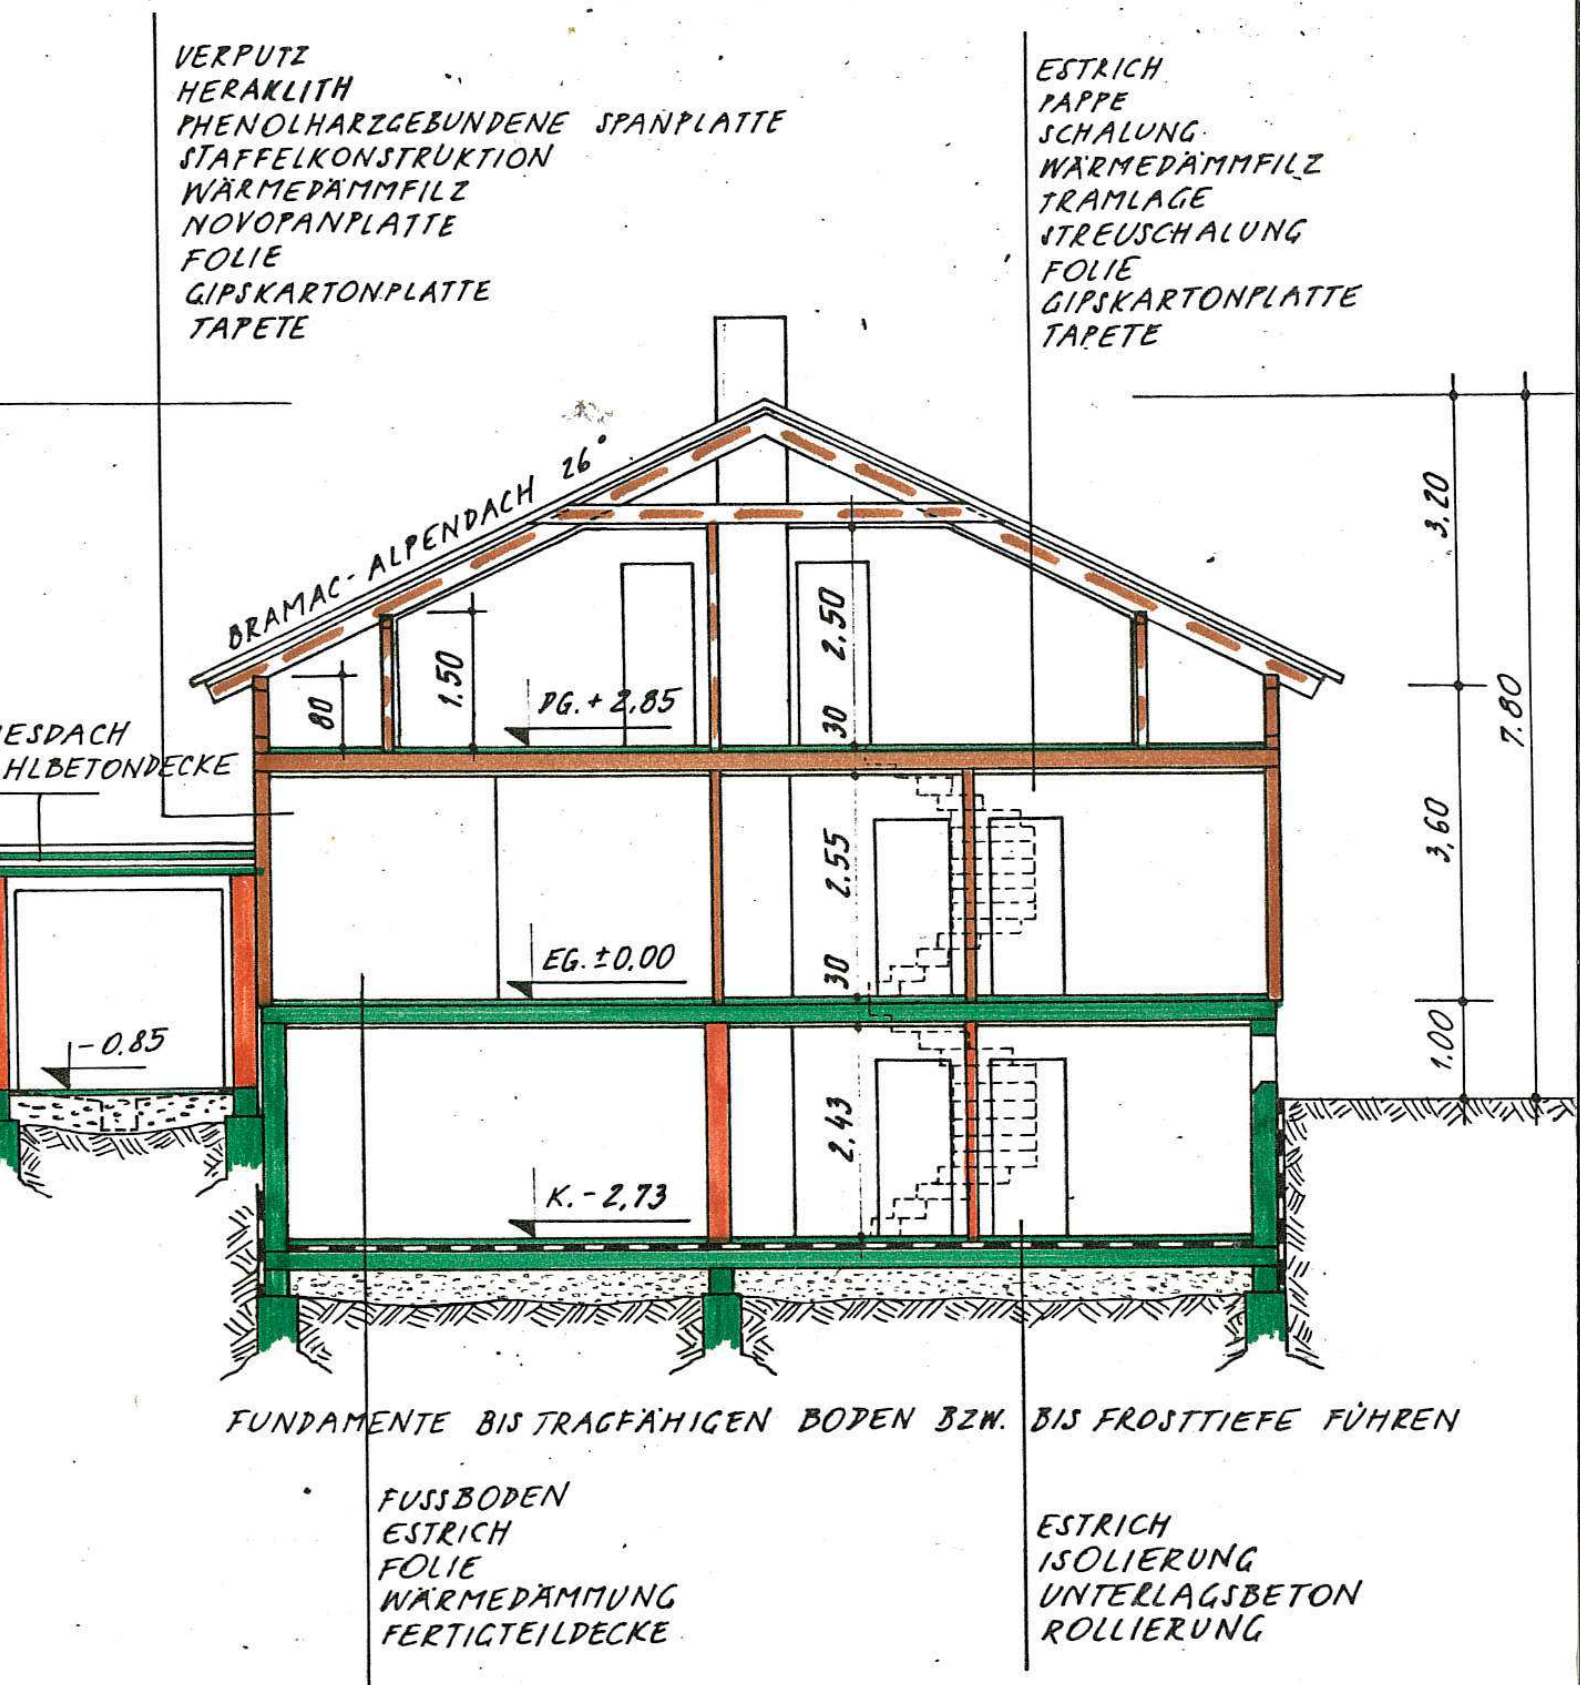 VERPUTZ
HERAKLITH
PHENOLHARZGEBUNDENE SPANPLATTE
STAFFELKONSTRUKTION
WÄRMEDÄMMFILZ
NOVOPANPLATTE
FOLIE
GIPSKARTONPLATTE
TAPETE
ESTRICH
PAPPE
SCHALUNG
WÄRMEDÄMMFILZ
TRAMLAGE
STREUSCHALUNG
FOLIE
GIPSKARTONPLATTE
TAPETE
BRAMAC-ALPENDACH 26°
3,20
7.80
3,60
1.00
80
1.50
DG. + 2,85
2.50
30
IESDACH
HLBETONDECKE
2.55
30
EG. ±0,00
-0.85
2.43
K. -2,73
FUNDAMENTE BIS TRAGFÄHIGEN BODEN BZW. BIS FROSTTIEFE FÜHREN
FUSSBODEN
ESTRICH
FOLIE
WÄRMEDÄMMUNG
FERTIGTEILDECKE
ESTRICH
ISOLIERUNG
UNTERLAGSBETON
ROLLIERUNG